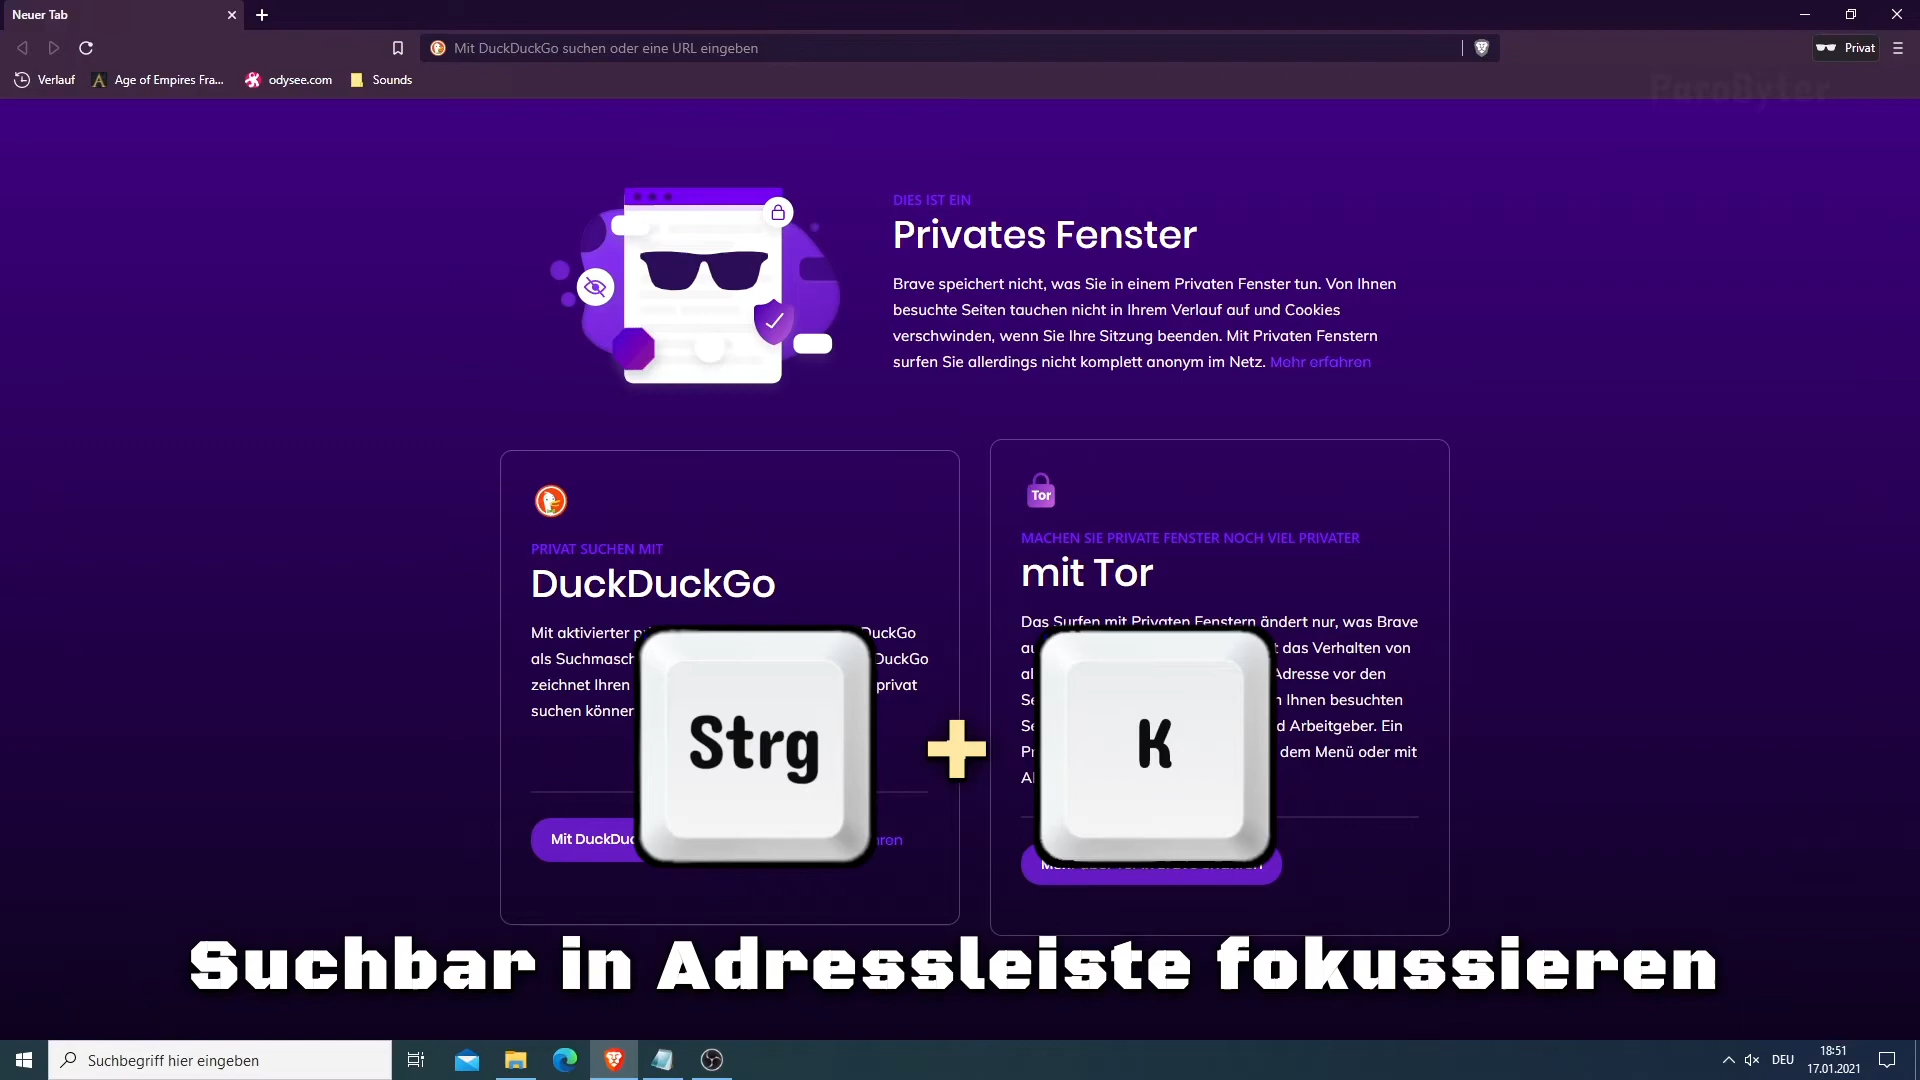 Neuer Tab
Mit DuckDuckGo suchen oder eine URL eingeben
Privat
Verlauf
Age of Empires Fra...
odysee.com
Sounds
ParoByter
DIES IST EIN
Privates Fenster
Brave speichert nicht, was Sie in einem Privaten Fenster tun. Von Ihnen
besuchte Seiten tauchen nicht in Ihrem Verlauf auf und Cookies
verschwinden, wenn Sie Ihre Sitzung beenden. Mit Privaten Fenstern
surfen Sie allerdings nicht komplett anonym im Netz. Mehr erfahren
PRIVAT SUCHEN MIT
DuckDuckGo
Mit aktivierter
als Suchmasch
zeichnet Ihren privat
suchen können
Mit DuckDuc
Tor
MACHEN SIE PRIVATE FENSTER NOCH VIEL PRIVATER
mit Tor
Das Surfen mit Privaten Fenstern ändert nur, was Brave
das Verhalten von
Adresse vor den
Ihnen besuchten
Arbeitgeber. Ein
dem Menü oder mit
Strg
+
K
Suchbar in Adressleiste fokussieren
Suchbegriff hier eingeben
DEU
18:51
17.01.2021